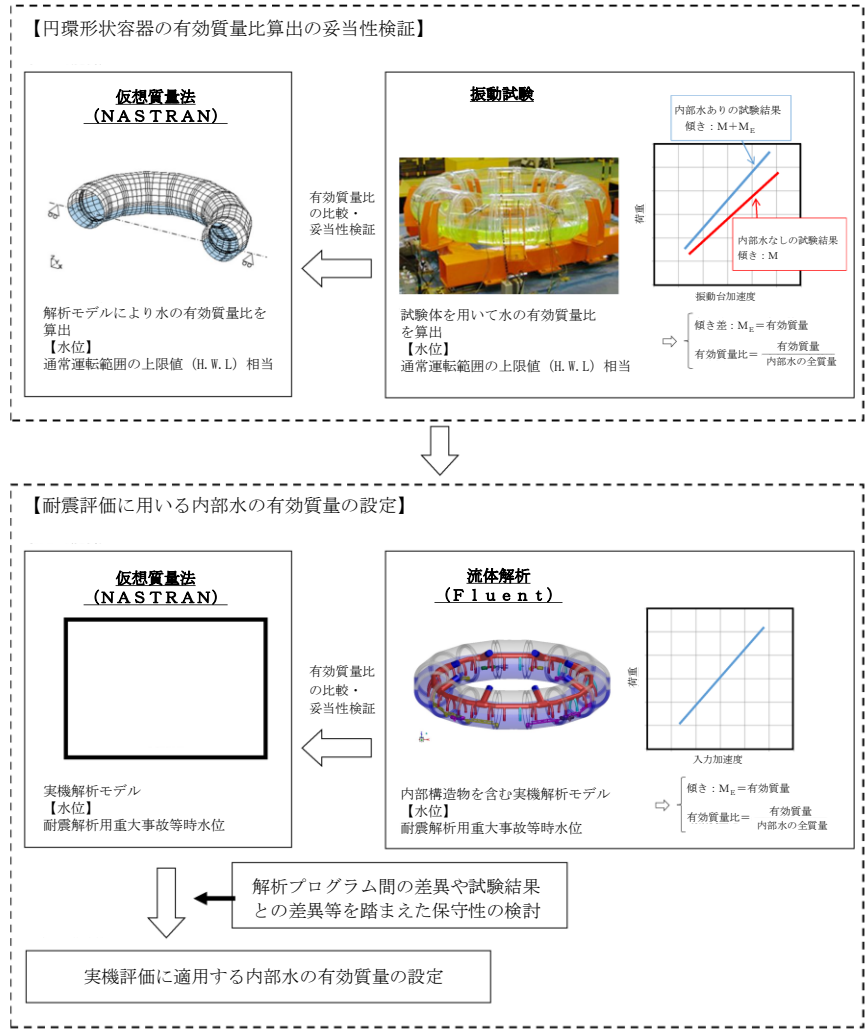 【円環形状容器の有効質量比算出の妥当性検証】
仮想質量法
（ＮＡＳＴＲＡＮ）
解析モデルにより水の有効質量比を
算出
【水位】
通常運転範囲の上限値（H.W.L）相当
有効質量比
の比較・
妥当性検証
振動試験
試験体を用いて水の有効質量比
を算出
【水位】
通常運転範囲の上限値（H.W.L）相当
内部水ありの試験結果
傾き：M＋M_E
荷重
内部水なしの試験結果
傾き：M
振動台加速度
傾き差：M_E＝有効質量
有効質量比＝有効質量
内部水の全質量
【耐震評価に用いる内部水の有効質量の設定】
仮想質量法
（ＮＡＳＴＲＡＮ）
実機解析モデル
【水位】
耐震解析用重大事故等時水位
有効質量比
の比較・
妥当性検証
流体解析
（Ｆｌｕｅｎｔ）
内部構造物を含む実機解析モデル
【水位】
耐震解析用重大事故等時水位
荷重
入力加速度
傾き：M_E＝有効質量
有効質量比＝有効質量
内部水の全質量
解析プログラム間の差異や試験結果
との差異等を踏まえた保守性の検討
実機評価に適用する内部水の有効質量の設定